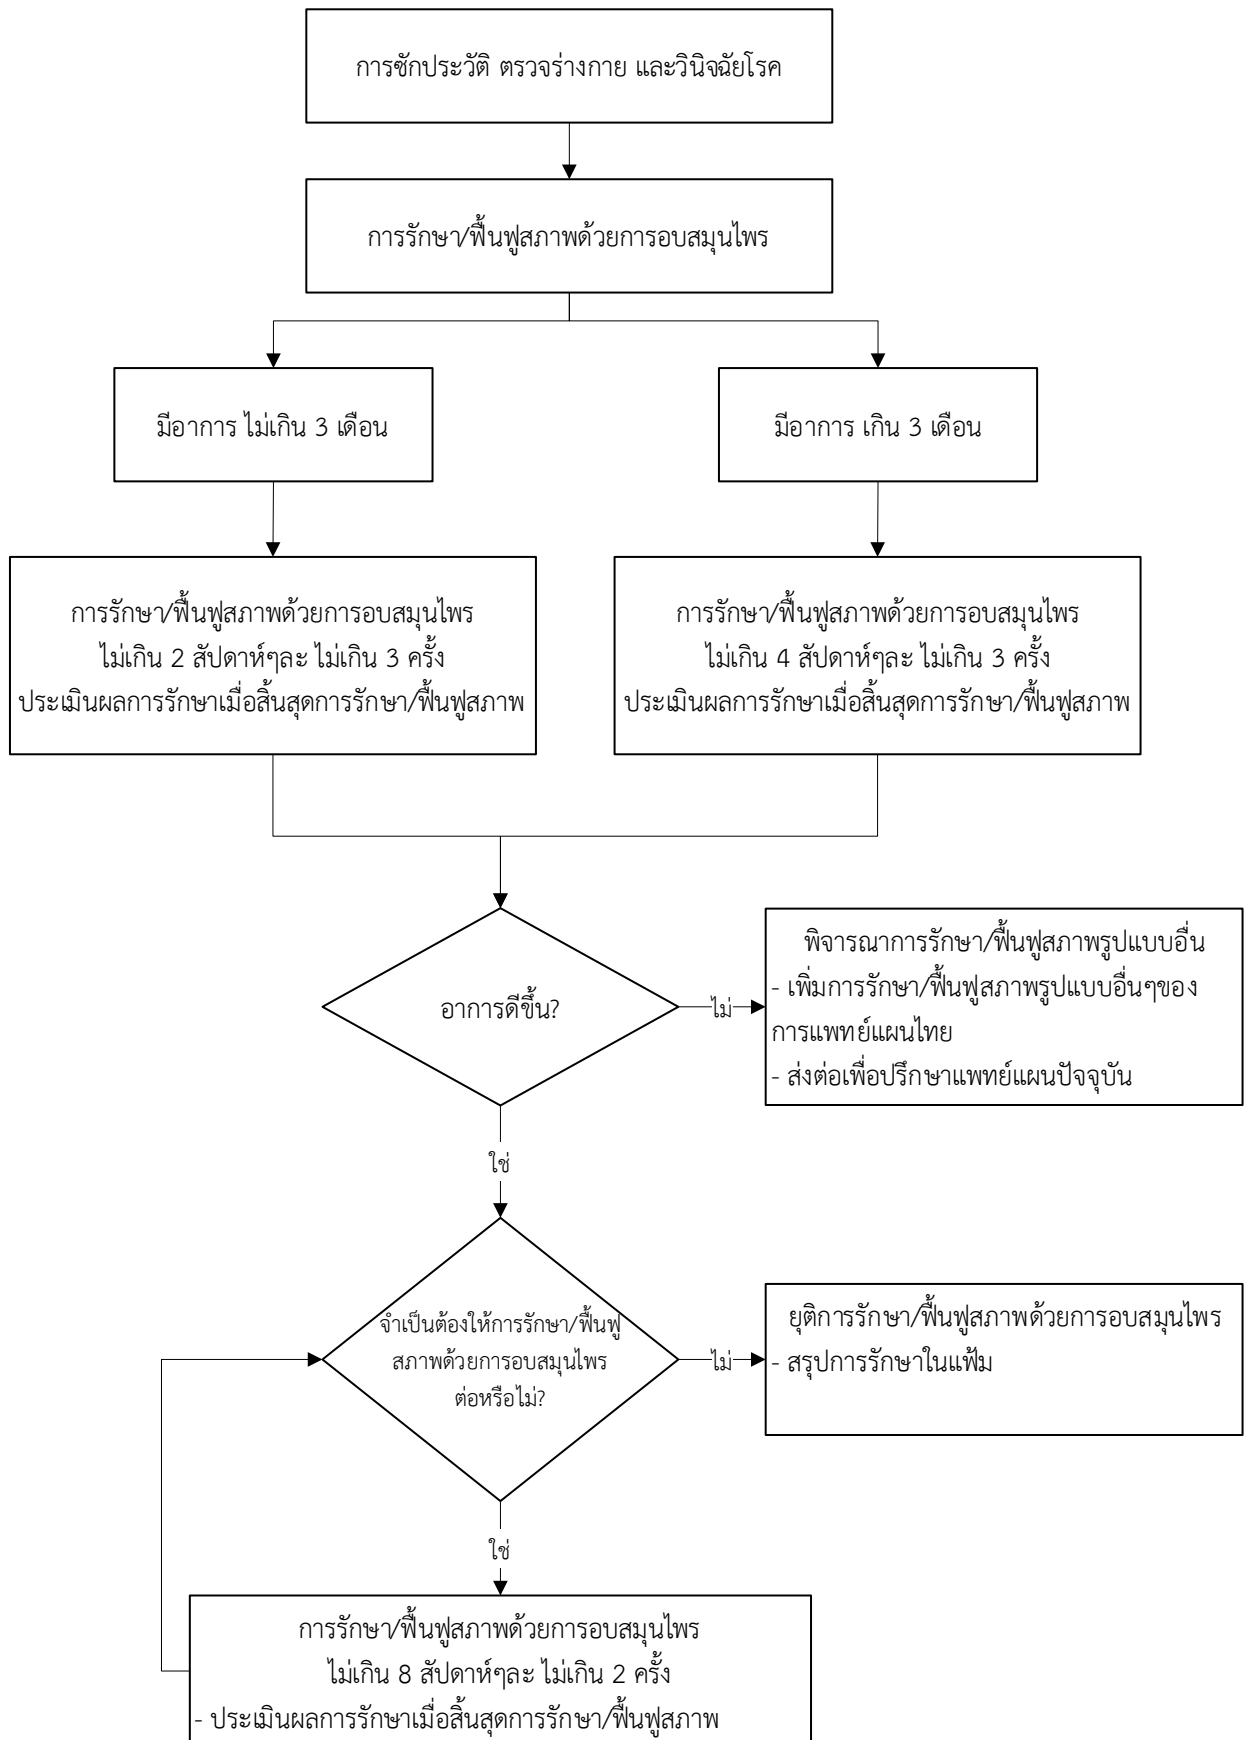 การซักประวัติ ตรวจร่างกาย และวินิจฉัยโรค
การรักษา/ฟื้นฟูสภาพด้วยการอบสมุนไพร
มีอาการ ไม่เกิน 3 เดือน
มีอาการ เกิน 3 เดือน
การรักษา/ฟื้นฟูสภาพด้วยการอบสมุนไพร
ไม่เกิน 2 สัปดาห์ๆละ ไม่เกิน 3 ครั้ง
ประเมินผลการรักษาเมื่อสิ้นสุดการรักษา/ฟื้นฟูสภาพ
การรักษา/ฟื้นฟูสภาพด้วยการอบสมุนไพร
ไม่เกิน 4 สัปดาห์ๆละ ไม่เกิน 3 ครั้ง
ประเมินผลการรักษาเมื่อสิ้นสุดการรักษา/ฟื้นฟูสภาพ
อาการดีขึ้น?
ไม่
พิจารณาการรักษา/ฟื้นฟูสภาพรูปแบบอื่น
- เพิ่มการรักษา/ฟื้นฟูสภาพรูปแบบอื่นๆของ
การแพทย์แผนไทย
- ส่งต่อเพื่อปรึกษาแพทย์แผนปัจจุบัน
ใช่
จำเป็นต้องให้การรักษา/ฟื้นฟู
สภาพด้วยการอบสมุนไพร
ต่อหรือไม่?
ไม่
ยุติการรักษา/ฟื้นฟูสภาพด้วยการอบสมุนไพร
- สรุปการรักษาในแฟ้ม
ใช่
การรักษา/ฟื้นฟูสภาพด้วยการอบสมุนไพร
ไม่เกิน 8 สัปดาห์ๆละ ไม่เกิน 2 ครั้ง
- ประเมินผลการรักษาเมื่อสิ้นสุดการรักษา/ฟื้นฟูสภาพ